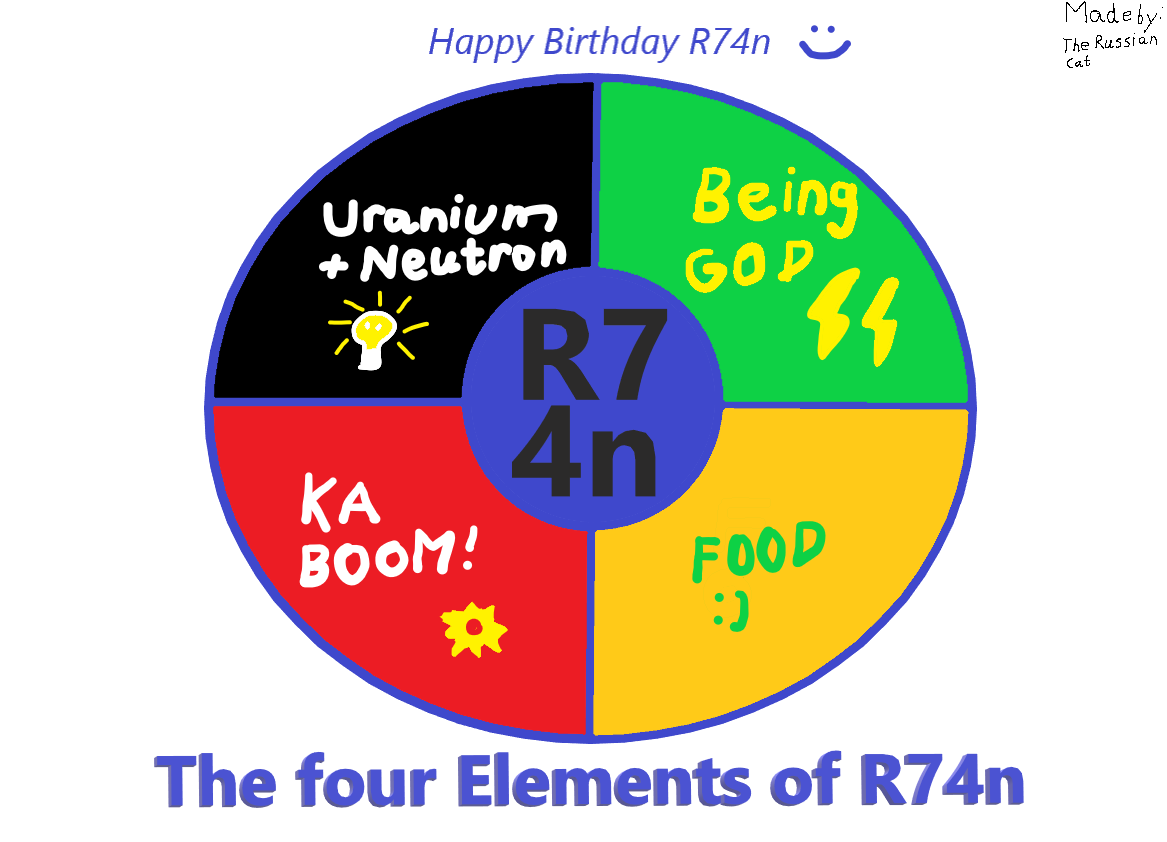 Happy Birthday R74n
Made by:
The Russian
Cat
Uranium
+ Neutron
Being
GOD
R7
4n
KA
BOOM!
FOOD
:)
The four Elements of R74n